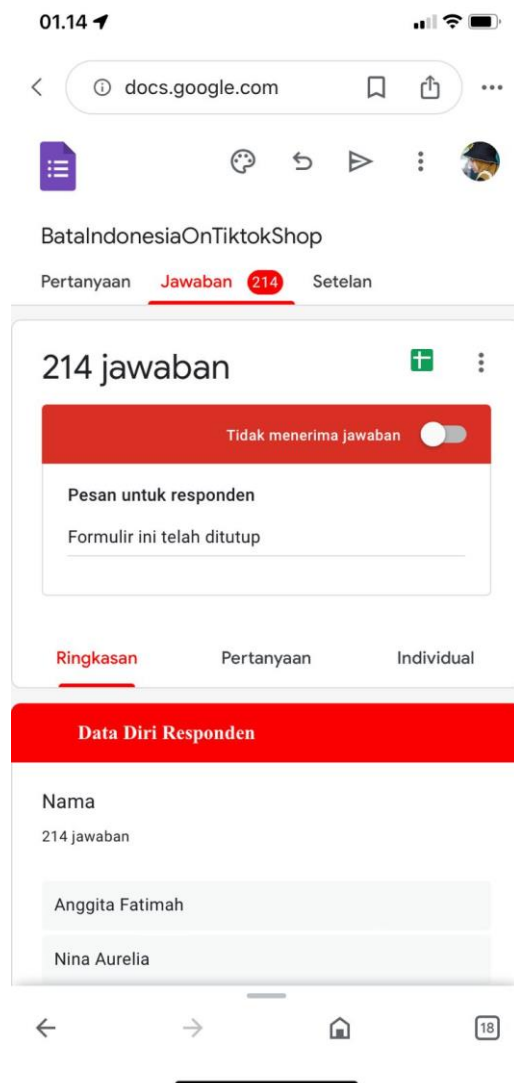 01.14
docs.google.com
BataIndonesiaOnTiktokShop
Pertanyaan Jawaban 214 Setelan
214 jawaban
Tidak menerima jawaban
Pesan untuk responden
Formulir ini telah ditutup
Ringkasan Pertanyaan Individual
Data Diri Responden
Nama
214 jawaban
Anggita Fatimah
Nina Aurelia
18